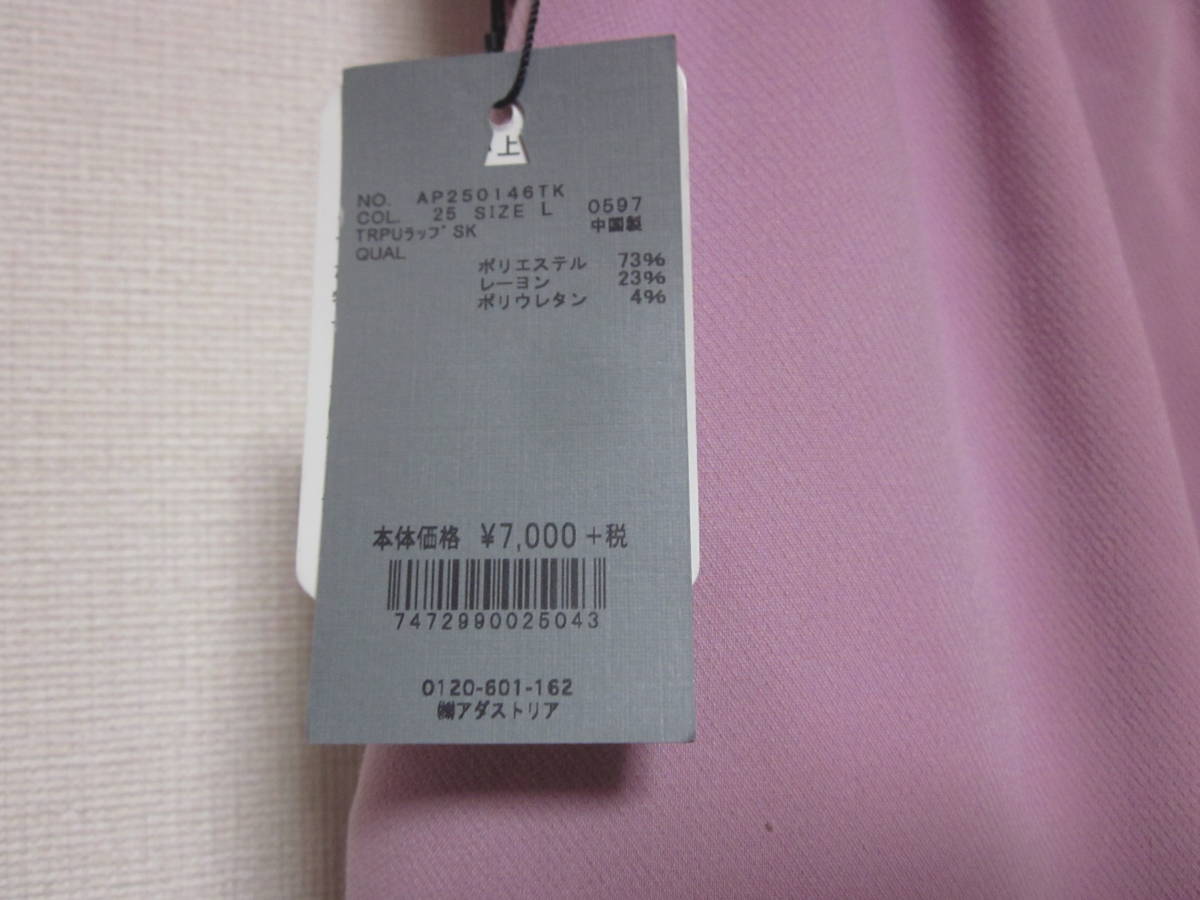 上
NO. AP250146TK
COL. 25 SIZE L 0597
TRPUラップSK 中国製
QUAL
ポリエステル 73%
レーヨン 23%
ポリウレタン 4%
本体価格 ¥7,000+税
7472990025043
0120-601-162
㈱アダストリア